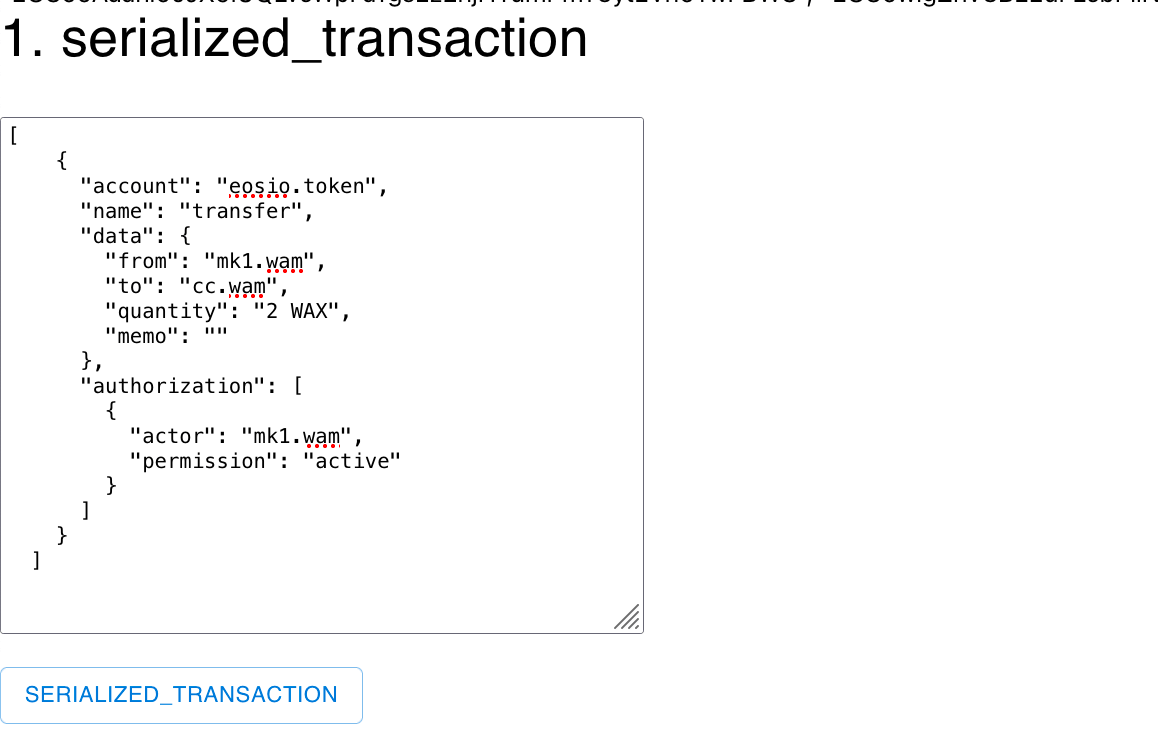 1. serialized_transaction
[
    {
      "account": "eosio.token",
      "name": "transfer",
      "data": {
        "from": "mk1.wam",
        "to": "cc.wam",
        "quantity": "2 WAX",
        "memo": ""
      },
      "authorization": [
        {
          "actor": "mk1.wam",
          "permission": "active"
        }
      ]
    }
  ]
SERIALIZED_TRANSACTION